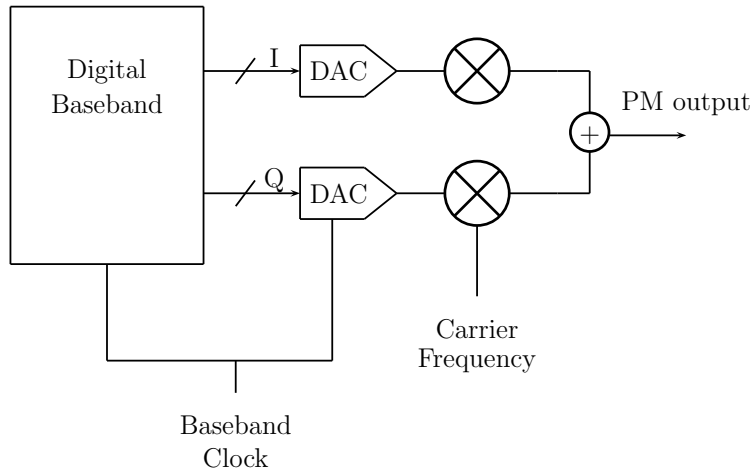 Digital
Baseband
I
DAC
PM output
+
Q
DAC
Carrier
Frequency
Baseband
Clock